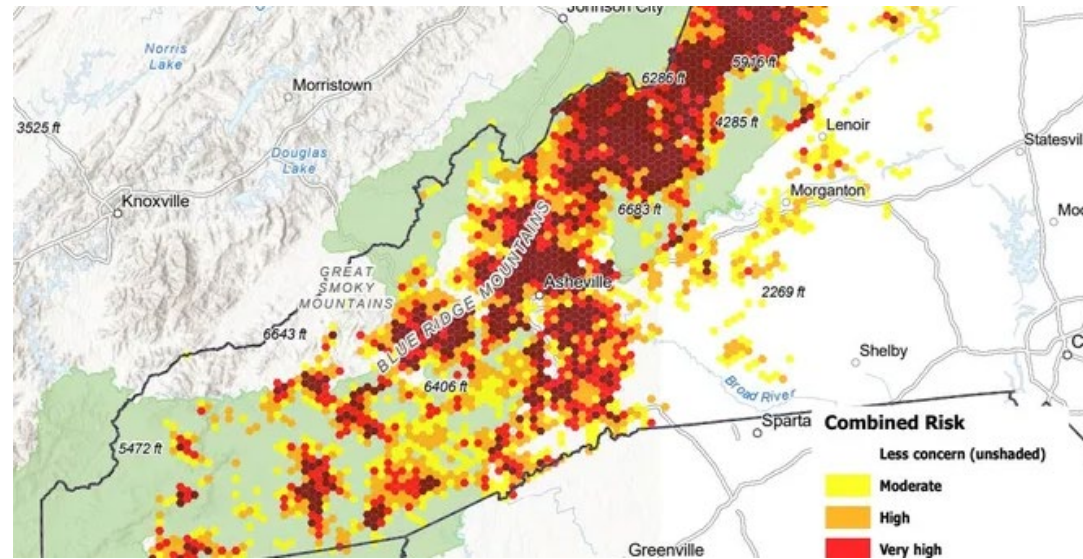 Johnson City
Norris
Lake
5916 ft
6286 ft
Morristown
3525 ft
4285 ft
Lenoir
Statesvil
Douglas
Lake
Knoxville
Morganton
6683 ft
Moo
GREAT
SMOKY
MOUNTAINS
BLUE RIDGE MOUNTAINS
Asheville
2269 ft
6643 ft
C
Shelby
6406 ft
Broad River
5472 ft
Sparta
Combined Risk
Less concern (unshaded)
Moderate
High
Very high
Greenville